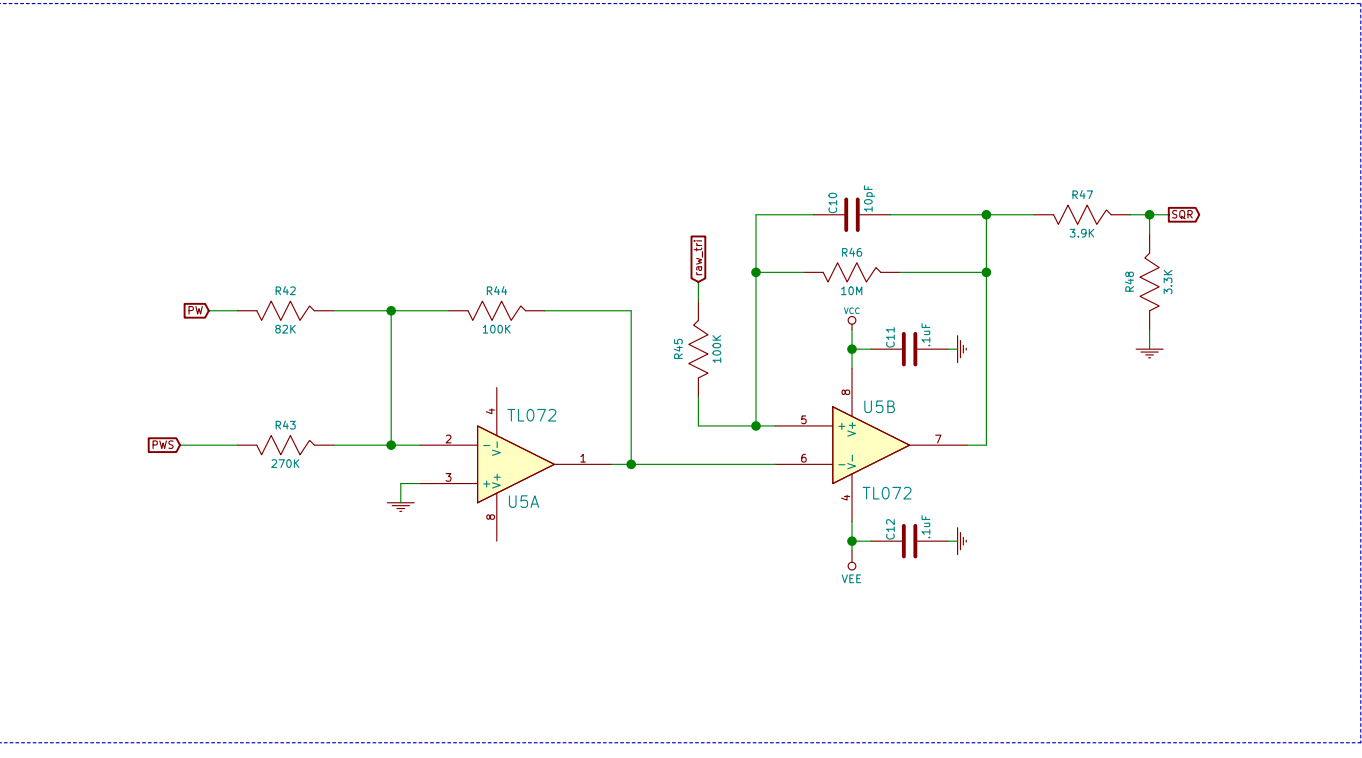 C10
10pF
R47
3.9K
SQR
raw_tri
R46
10M
R48
3.3K
PW
R42
82K
R44
100K
VCC
R45
100K
C11
.1uF
8
4
TL072
U5B
5
+
V+
PWS
R43
270K
2
-
V-
1
7
6
-
V-
3
+
V+
U5A
8
TL072
4
C12
.1uF
VEE